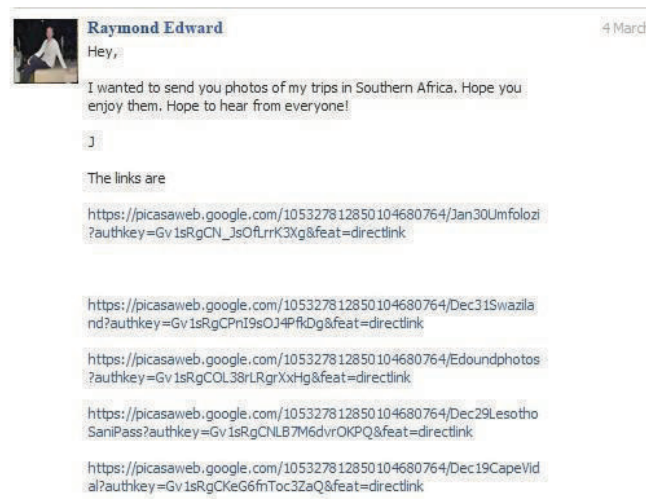 Raymond Edward
4 March
Hey,
I wanted to send you photos of my trips in Southern Africa. Hope you
enjoy them. Hope to hear from everyone!
J
The links are
https://picasaweb.google.com/105327812850104680764/Jan30Umfolozi
?authkey=Gv1sRgCN_JsOfLrrK3Xg&feat=directlink
https://picasaweb.google.com/105327812850104680764/Dec31Swazila
nd?authkey=Gv1sRgCPnI9sOJ4PfkDg&feat=directlink
https://picasaweb.google.com/105327812850104680764/Edoundphotos
?authkey=Gv1sRgCOL38rLRgrXxHg&feat=directlink
https://picasaweb.google.com/105327812850104680764/Dec29Lesotho
SaniPass?authkey=Gv1sRgCNLB7M6dvrOKPQ&feat=directlink
https://picasaweb.google.com/105327812850104680764/Dec19CapeVid
al?authkey=Gv1sRgCKeG6fnToc3ZaQ&feat=directlink